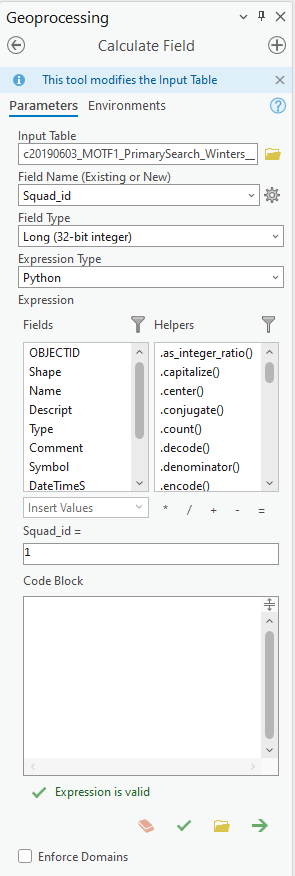 Geoprocessing
Calculate Field
This tool modifies the Input Table
Parameters Environments
Input Table
c20190603_MOTF1_PrimarySearch_Winters__
Field Name (Existing or New)
Squad_id
Field Type
Long (32-bit integer)
Expression Type
Python
Expression
Fields Helpers
OBJECTID .as_integer_ratio()
Shape .capitalize()
Name .center()
Descript .conjugate()
Type .count()
Comment .decode()
Symbol .denominator()
DateTimeS .encode()
Insert Values * / + - =
Squad_id =
1
Code Block
Expression is valid
Enforce Domains